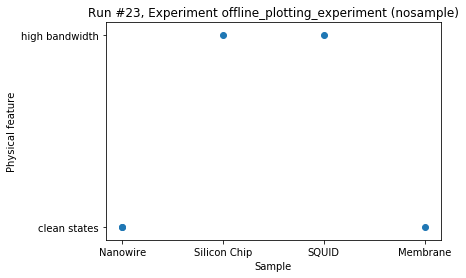 Run #23, Experiment offline_plotting_experiment (nosample)
high bandwidth
Physical feature
clean states
Nanowire
Silicon Chip
SQUID
Membrane
Sample